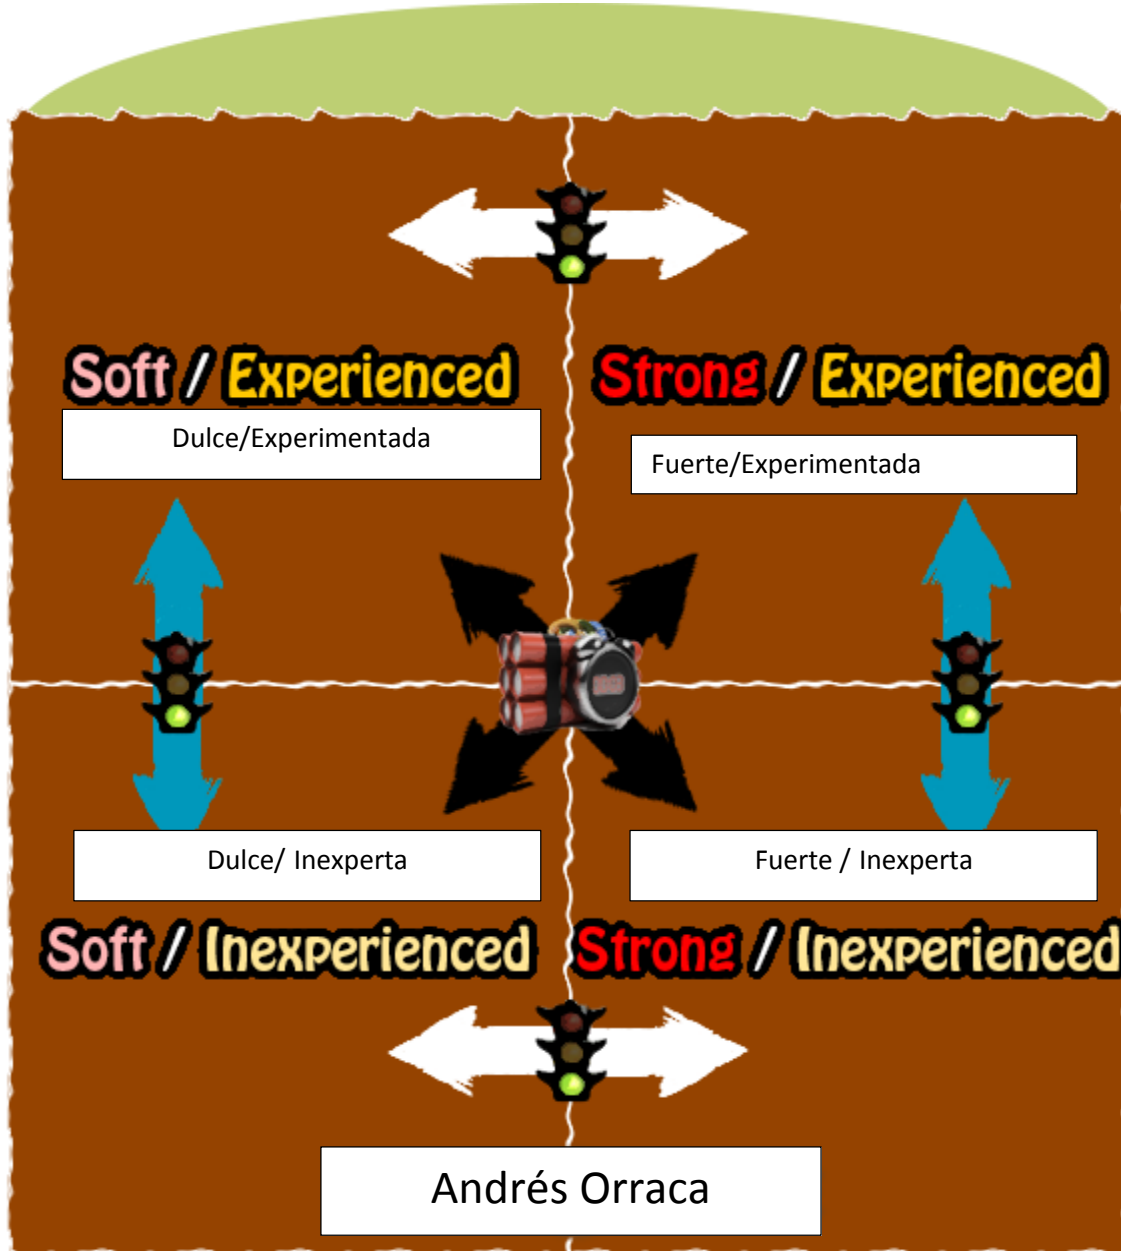 Soft / Experienced
Strong / Experienced
Dulce/Experimentada
Fuerte/Experimentada
Dulce/ Inexperta
Fuerte / Inexperta
Soft / Inexperienced
Strong / Inexperienced
Andrés Orraca